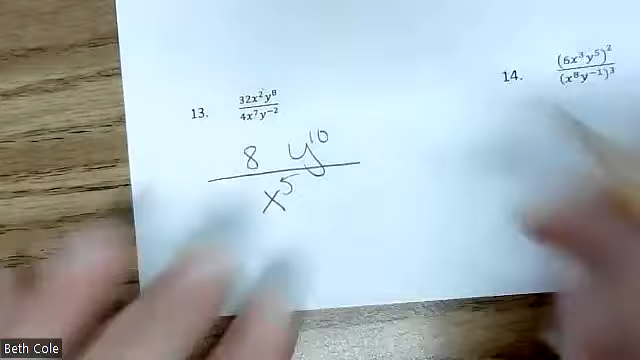 13. 32x²y⁸
4x⁷y⁻²
8 y¹⁰
x⁵
14. (6x³y⁵)²
(x⁸y⁻¹)³
Beth Cole